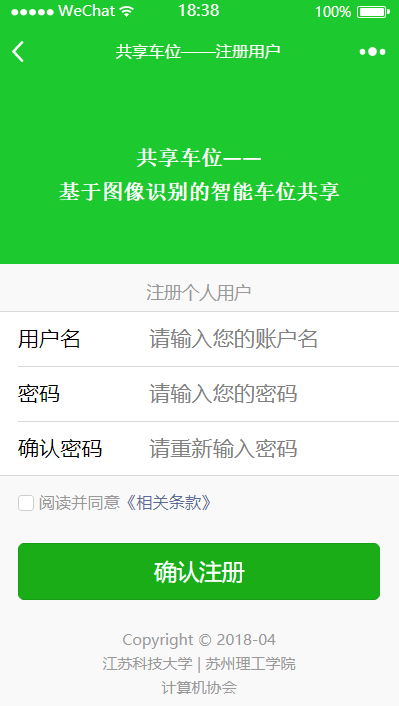 WeChat 18:38 100%
共享车位——注册用户
共享车位——
基于图像识别的智能车位共享
注册个人用户
用户名 请输入您的账户名
密码 请输入您的密码
确认密码 请重新输入密码
阅读并同意《相关条款》
确认注册
Copyright © 2018-04
江苏科技大学 | 苏州理工学院
计算机协会